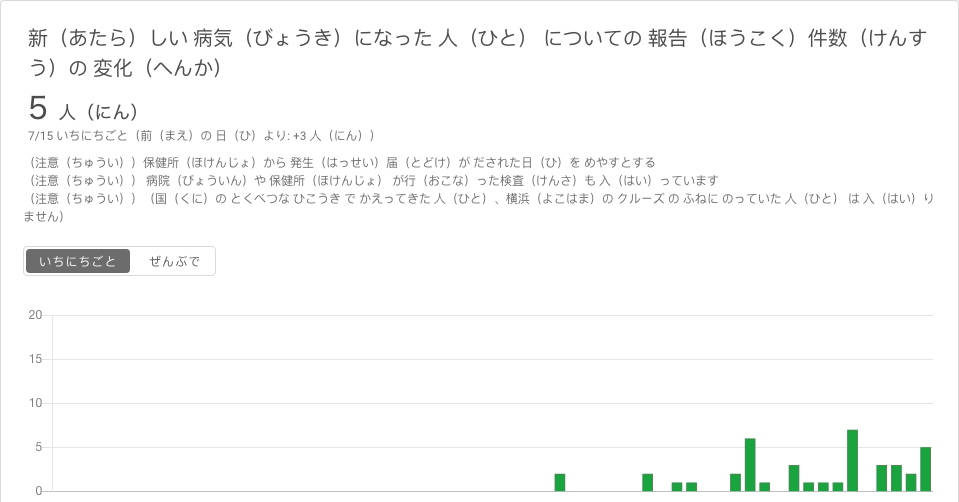 新（あたら）しい 病気（びょうき）になった 人（ひと） についての 報告（ほうこく）件数（けんす
う）の 変化（へんか）
5 人（にん）
7/15 いちにちごと（前（まえ）の 日（ひ）より: +3 人（にん））
（注意（ちゅうい））保健所（ほけんじょ）から 発生（はっせい）届（とどけ）が だされた日（ひ）を めやすとする
（注意（ちゅうい）） 病院（びょういん）や 保健所（ほけんじょ） が行（おこな）った検査（けんさ）も 入（はい）っています
（注意（ちゅうい））（国（くに）の とくべつな ひこうき で かえってきた 人（ひと）、横浜（よこはま）の クルーズ の ふねに のっていた 人（ひと） は 入（はい）り
ません）
いちにちごと ぜんぶで
20
15
10
5
0